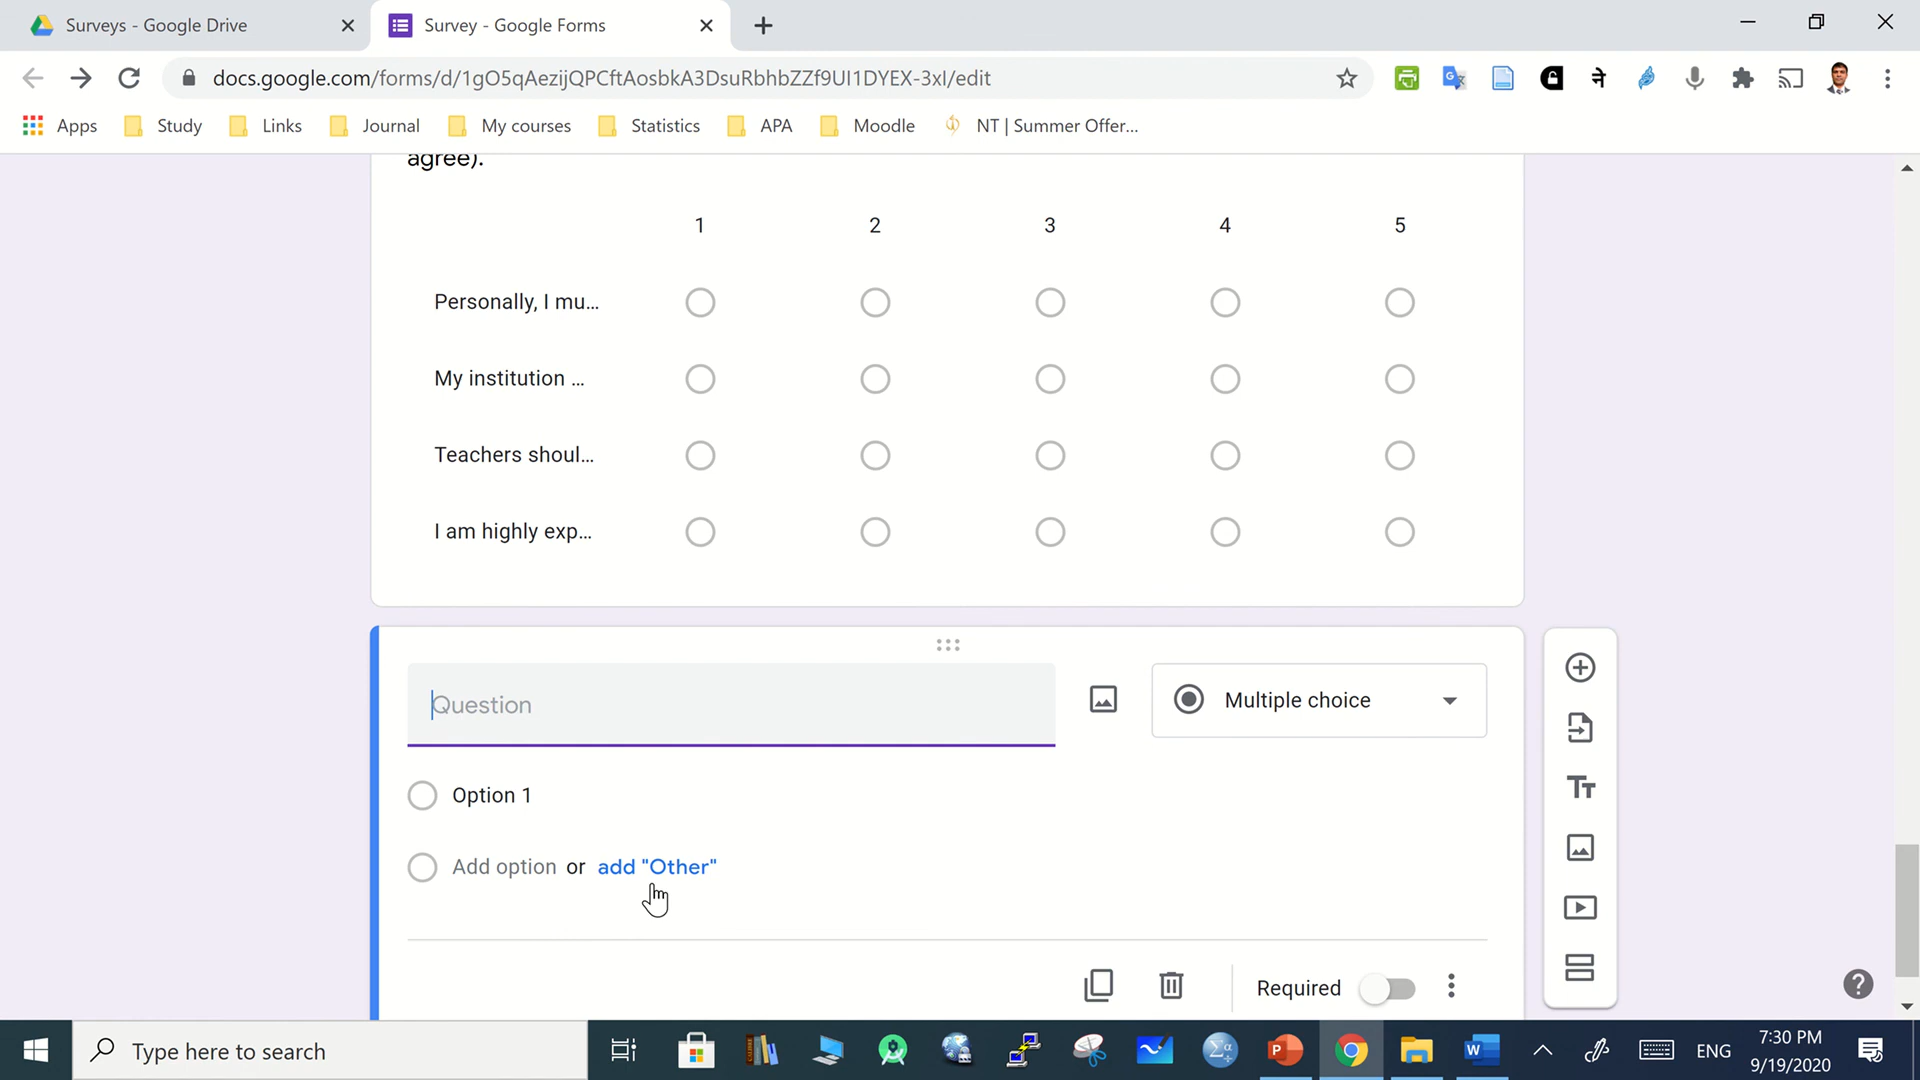 Surveys - Google Drive
Survey - Google Forms
docs.google.com/forms/d/1gO5qAezijQPCftAosbkA3DsuRbhbZZf9UI1DYEX-3xI/edit
ने
Apps Study Links Journal My courses Statistics APA Moodle NT | Summer Offer...
agree).
1 2 3 4 5
Personally, I mu...
My institution ...
Teachers shoul...
I am highly exp...
Question
Multiple choice
Option 1
Add option or add "Other"
Required
Type here to search
ENG
7:30 PM
9/19/2020